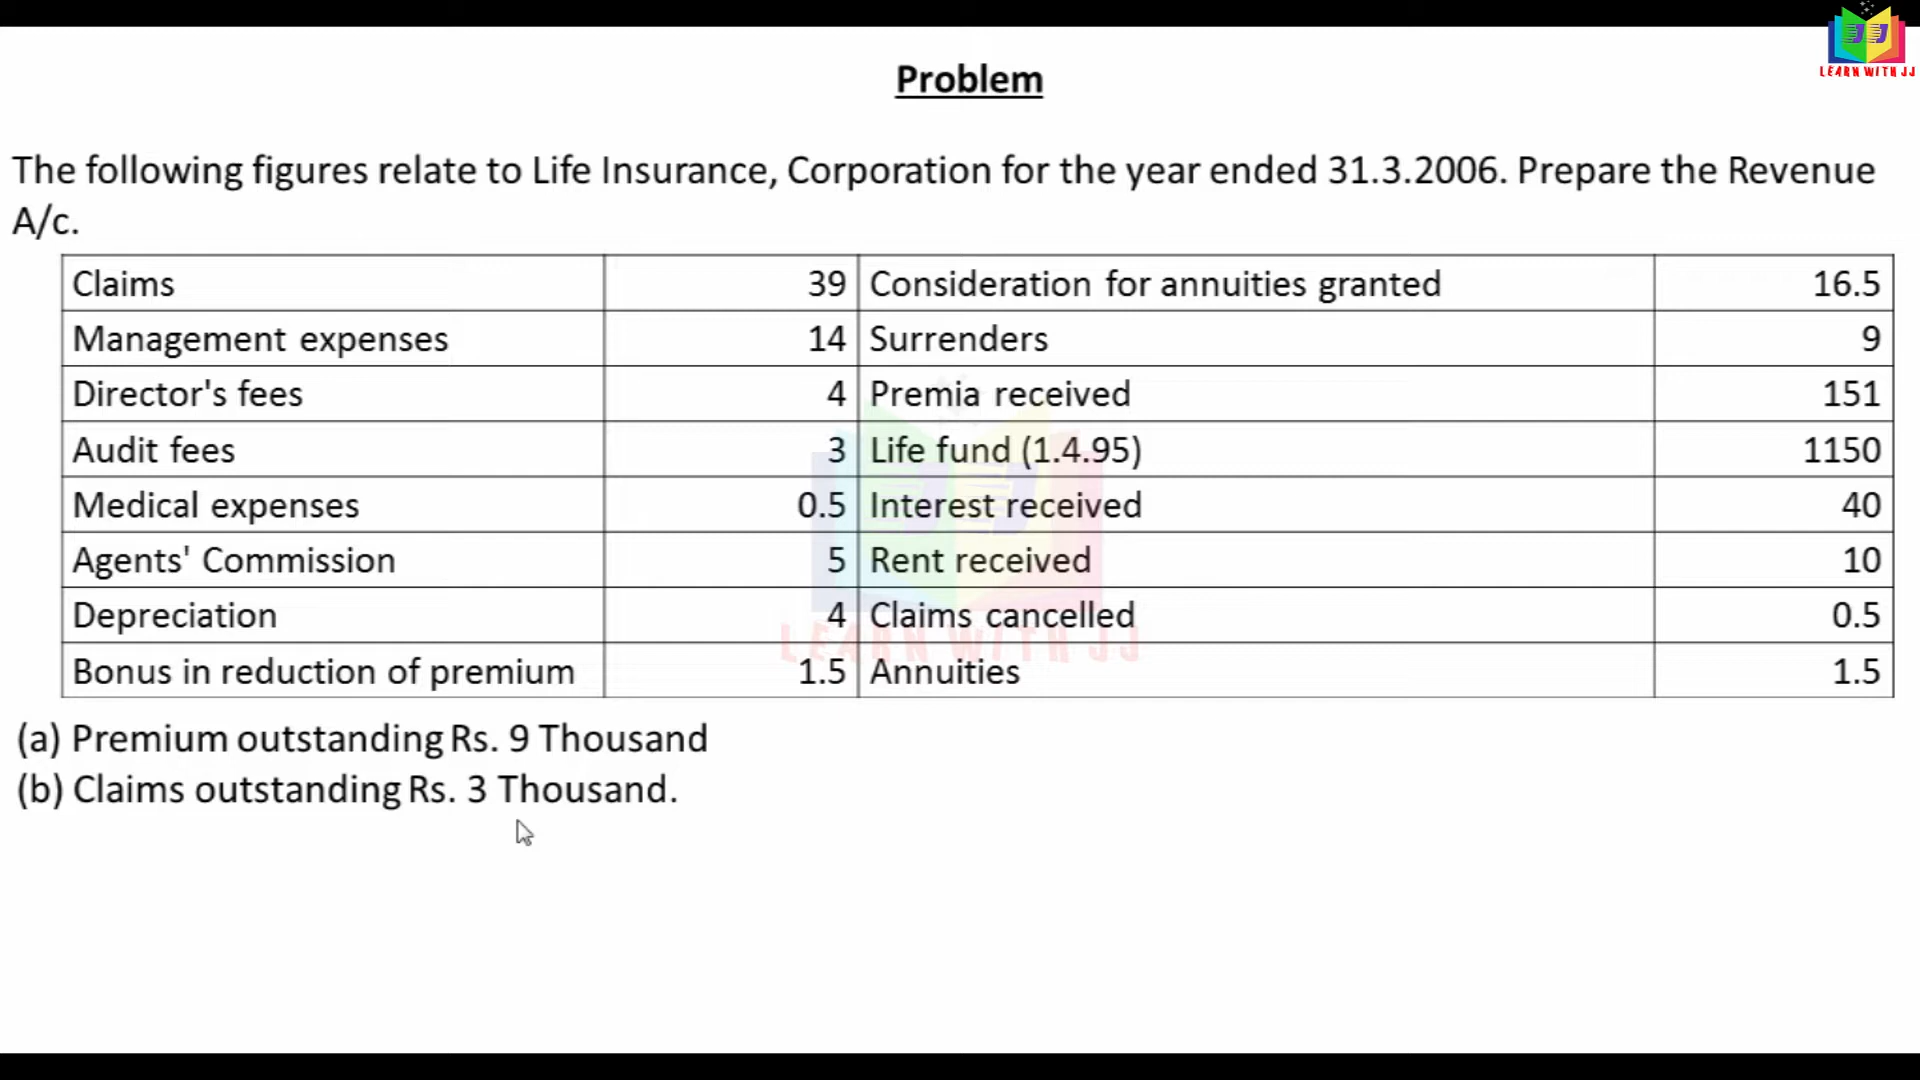 LEARN WITH JJ
Problem
The following figures relate to Life Insurance, Corporation for the year ended 31.3.2006. Prepare the Revenue
A/c.
Claims 39 Consideration for annuities granted 16.5
Management expenses 14 Surrenders 9
Director's fees 4 Premia received 151
Audit fees 3 Life fund (1.4.95) 1150
Medical expenses 0.5 Interest received 40
Agents' Commission 5 Rent received 10
Depreciation 4 Claims cancelled 0.5
LEARN WITH JJ
Bonus in reduction of premium 1.5 Annuities 1.5
(a) Premium outstanding Rs. 9 Thousand
(b) Claims outstanding Rs. 3 Thousand.